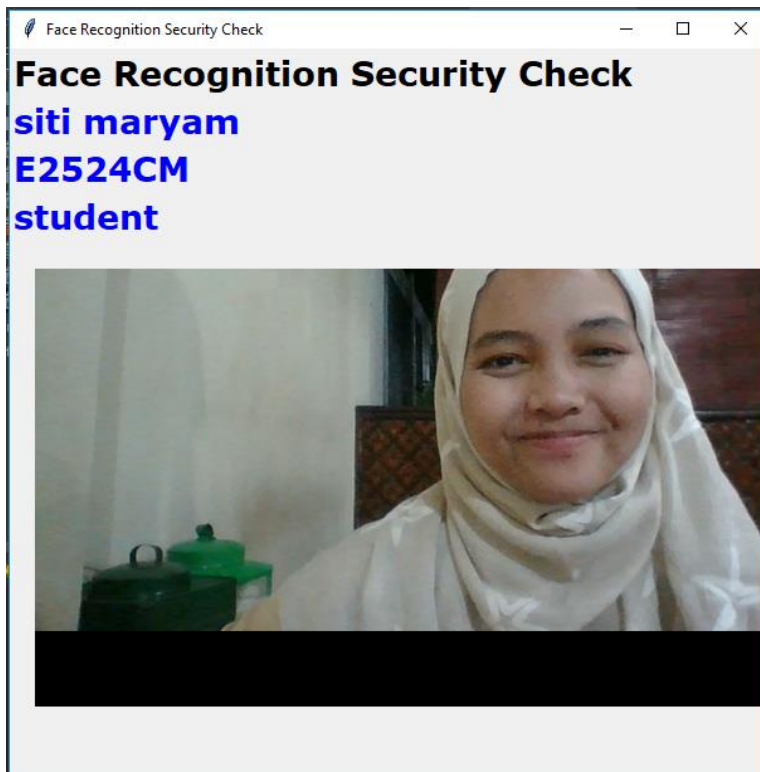 Face Recognition Security Check
Face Recognition Security Check
siti maryam
E2524CM
student